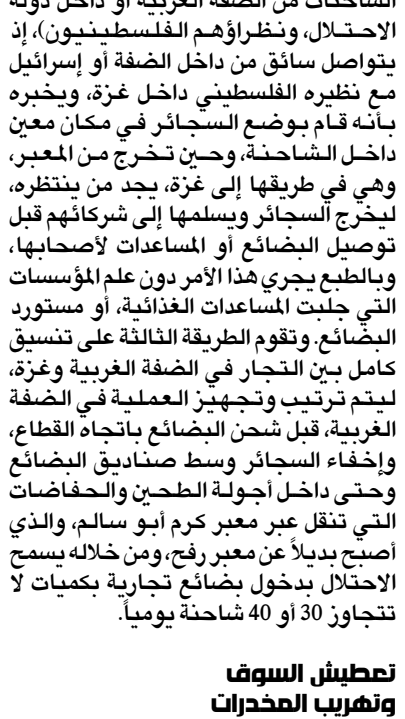 الشاحنات من الضفة الغربية أو داخل دولة
الاحتلال، ونظراؤهم الفلسطينيون)، إذ
يتواصل سائق من داخل الضفة أو إسرائيل
مع نظيره الفلسطيني داخل غزة، ويخبره
بأنه قام بوضع السجائر في مكان معين
داخل الشاحنة، وحين تخرج من المعبر،
وهي في طريقها إلى غزة، يجد من ينتظره،
ليخرج السجائر ويسلمها إلى شركائهم قبل
توصيل البضائع أو المساعدات لأصحابها،
وبالطبع يجري هذا الأمر دون علم المؤسسات
التي جلبت المساعدات الغذائية، أو مستورد
البضائع. وتقوم الطريقة الثالثة على تنسيق
كامل بين التجار في الضفة الغربية وغزة،
ليتم ترتيب وتجهيز العملية في الضفة
الغربية، قبل شحن البضائع باتجاه القطاع،
وإخفاء السجائر وسط صناديق البضائع
وحتى داخل أجولة الطحين والحفاضات
التي تنقل عبر معبر كرم أبو سالم، والذي
أصبح بديلاً عن معبر رفح، ومن خلاله يسمح
الاحتلال بدخول بضائع تجارية بكميات لا
تتجاوز 30 أو 40 شاحنة يومياً.
تعطيش السوق
وتهريب المخدرات